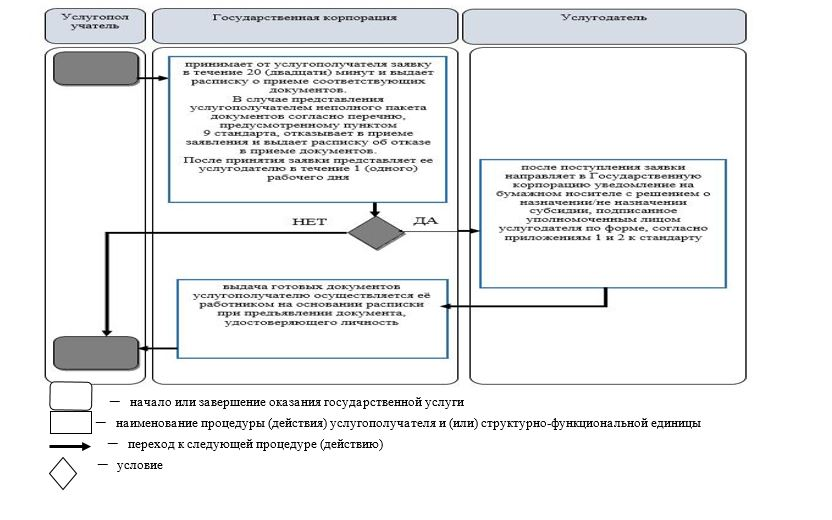 Услугопол
учатель
Государственная корпорация
Услугодатель
принимает от услугополучателя заявку
в течение 20 (двадцати) минут и выдает
расписку о приеме соответствующих
документов.
В случае представления
услугополучателем неполного пакета
документов согласно перечню,
предусмотренному пунктом
9 стандарта, отказывает в приеме
заявления и выдает расписку об отказе
в приеме документов.
После принятия заявки представляет ее
услугодателю в течение 1 (одного)
рабочего дня
после поступления заявки
направляет в Государственную
корпорацию уведомление на
бумажном носителе с решением о
назначении/не назначении
субсидии, подписанное
уполномоченным лицом
услугодателя по форме, согласно
приложениям 1 и 2 к стандарту
НЕТ
ДА
выдача готовых документов
услугополучателю осуществляется её
работником на основании расписки
при предъявлении документа,
удостоверяющего личность
— начало или завершение оказания государственной услуги
— наименование процедуры (действия) услугополучателя и (или) структурно-функциональной единицы
— переход к следующей процедуре (действию)
— условие